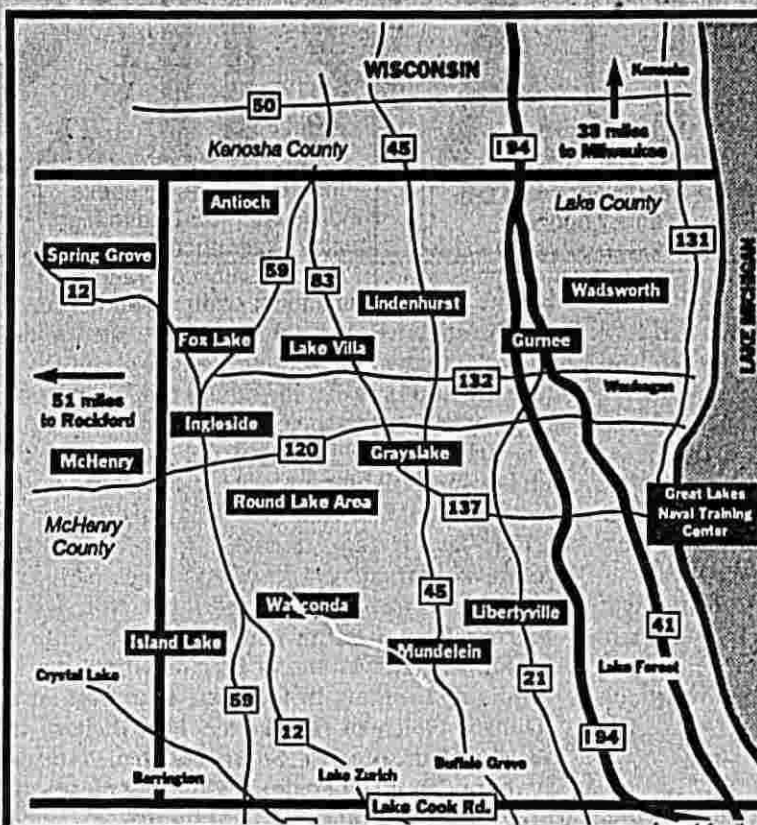 WISCONSIN
Kenosha
50
38 miles
to Milwaukee
Kenosha County
45
I 94
Antioch
Lake County
131
Spring Grove
12
59
83
Lindenhurst
Wadsworth
LAKE MICHIGAN
Fox Lake
Lake Villa
Gurnee
132
Waukegan
51 miles
to Rockford
Ingleside
120
Grayslake
McHenry
Round Lake Area
137
Great Lakes
Naval Training
Center
McHenry
County
45
Wauconda
Libertyville
41
Island Lake
Mundelein
Lake Forest
Crystal Lake
21
59
12
I 94
Barrington
Lake Zurich
Buffalo Grove
Lake Cook Rd.